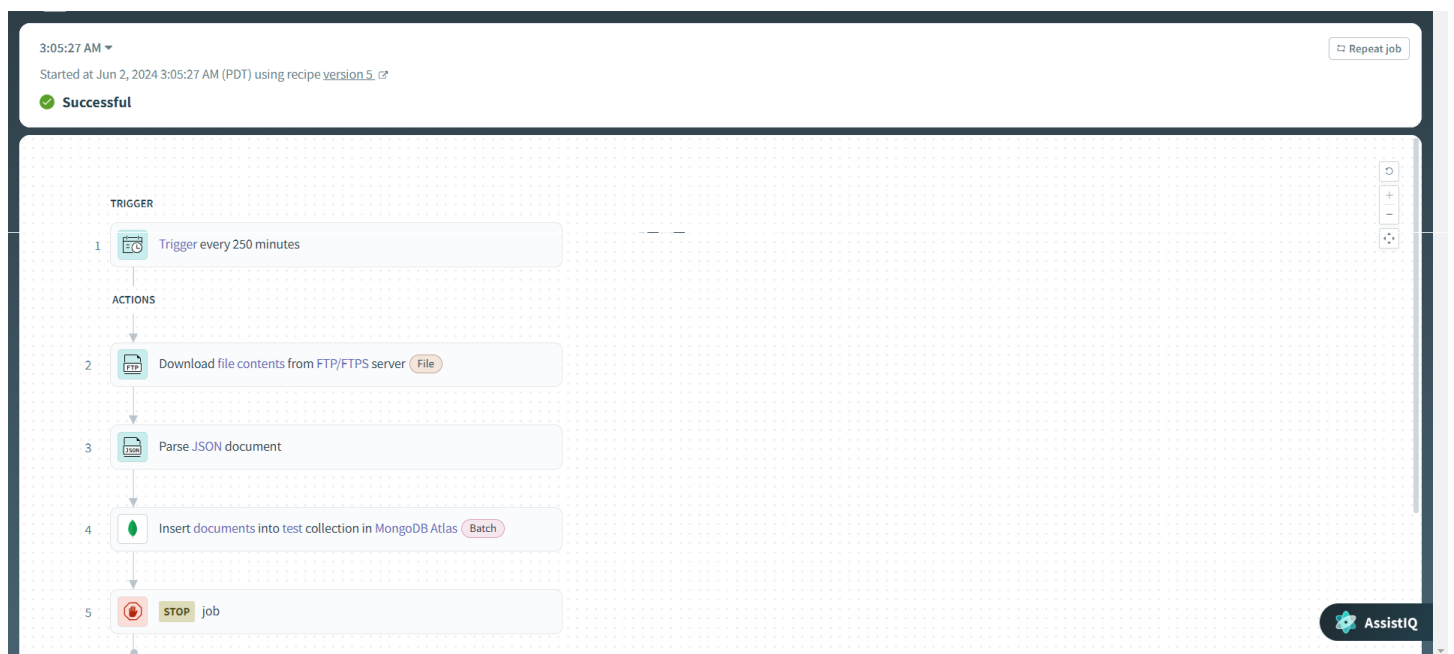 3:05:27 AM
Repeat job
Started at Jun 2, 2024 3:05:27 AM (PDT) using recipe version 5
Successful
TRIGGER
1 Trigger every 250 minutes
ACTIONS
2 FTP Download file contents from FTP/FTPS server File
3 JSON Parse JSON document
4 Insert documents into test collection in MongoDB Atlas Batch
5 STOP job
AssistIQ